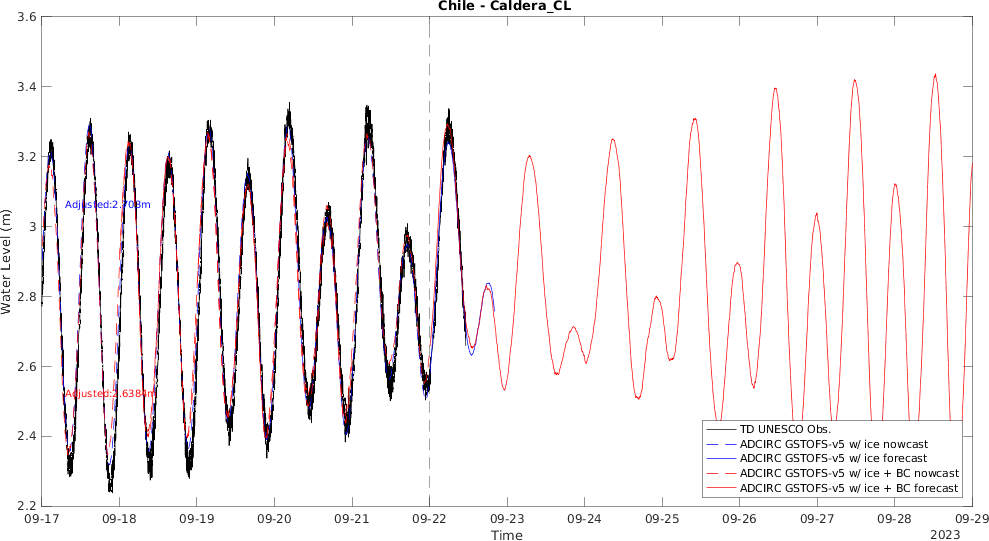 Chile - Caldera_CL
3.6
3.4
3.2
3
2.8
2.6
2.4
2.2
Water Level (m)
Adjusted:2.708m
Adjusted:2.6384m
TD UNESCO Obs.
ADCIRC GSTOFS-v5 w/ ice nowcast
ADCIRC GSTOFS-v5 w/ ice forecast
ADCIRC GSTOFS-v5 w/ ice + BC nowcast
ADCIRC GSTOFS-v5 w/ ice + BC forecast
09-17 09-18 09-19 09-20 09-21 09-22 09-23 09-24 09-25 09-26 09-27 09-28 09-29
Time
2023